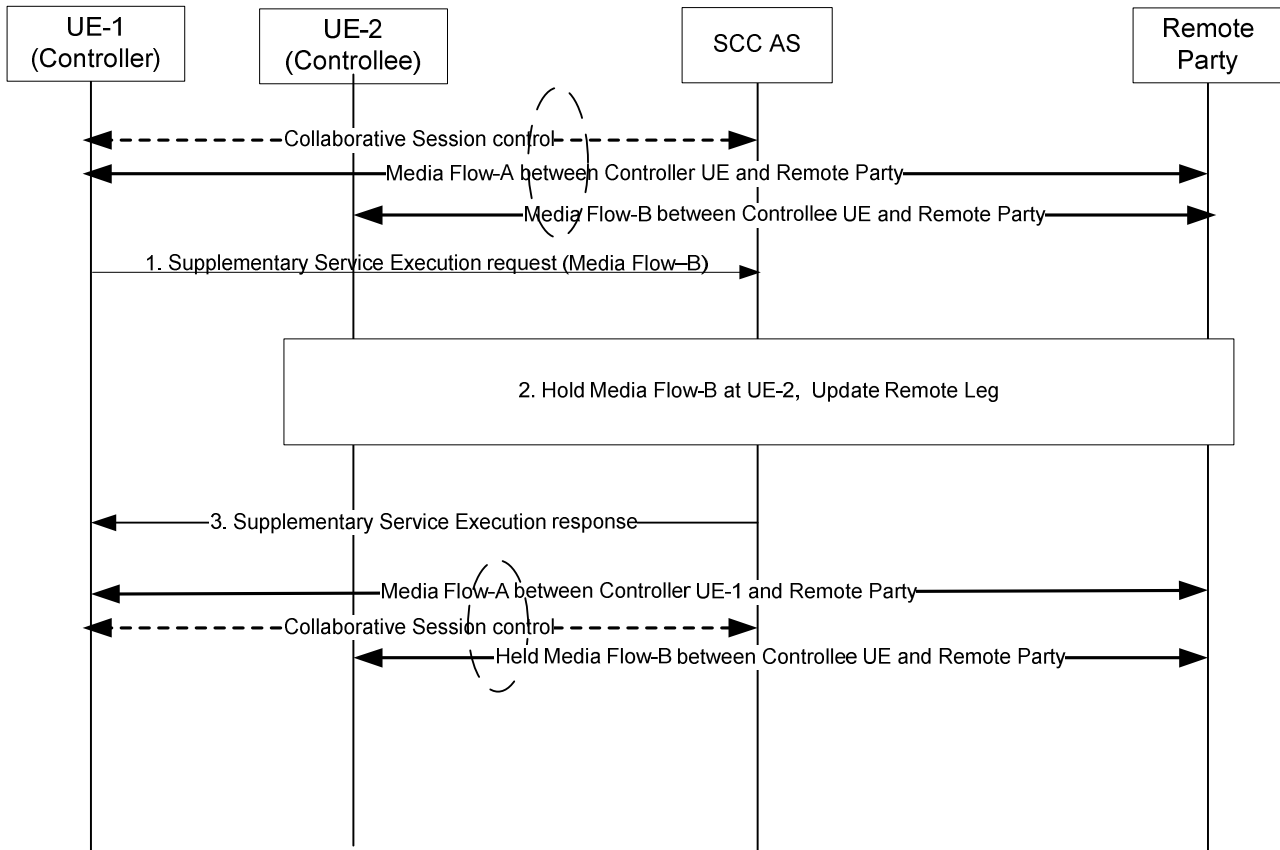 UE-1
(Controller)
UE-2
(Controllee)
SCC AS
Remote
Party
Collaborative Session control
Media Flow-A between Controller UE and Remote Party
Media Flow-B between Controllee UE and Remote Party
1. Supplementary Service Execution request (Media Flow–B)
2. Hold Media Flow-B at UE-2, Update Remote Leg
3. Supplementary Service Execution response
Media Flow-A between Controller UE-1 and Remote Party
Collaborative Session control
Held Media Flow-B between Controllee UE and Remote Party